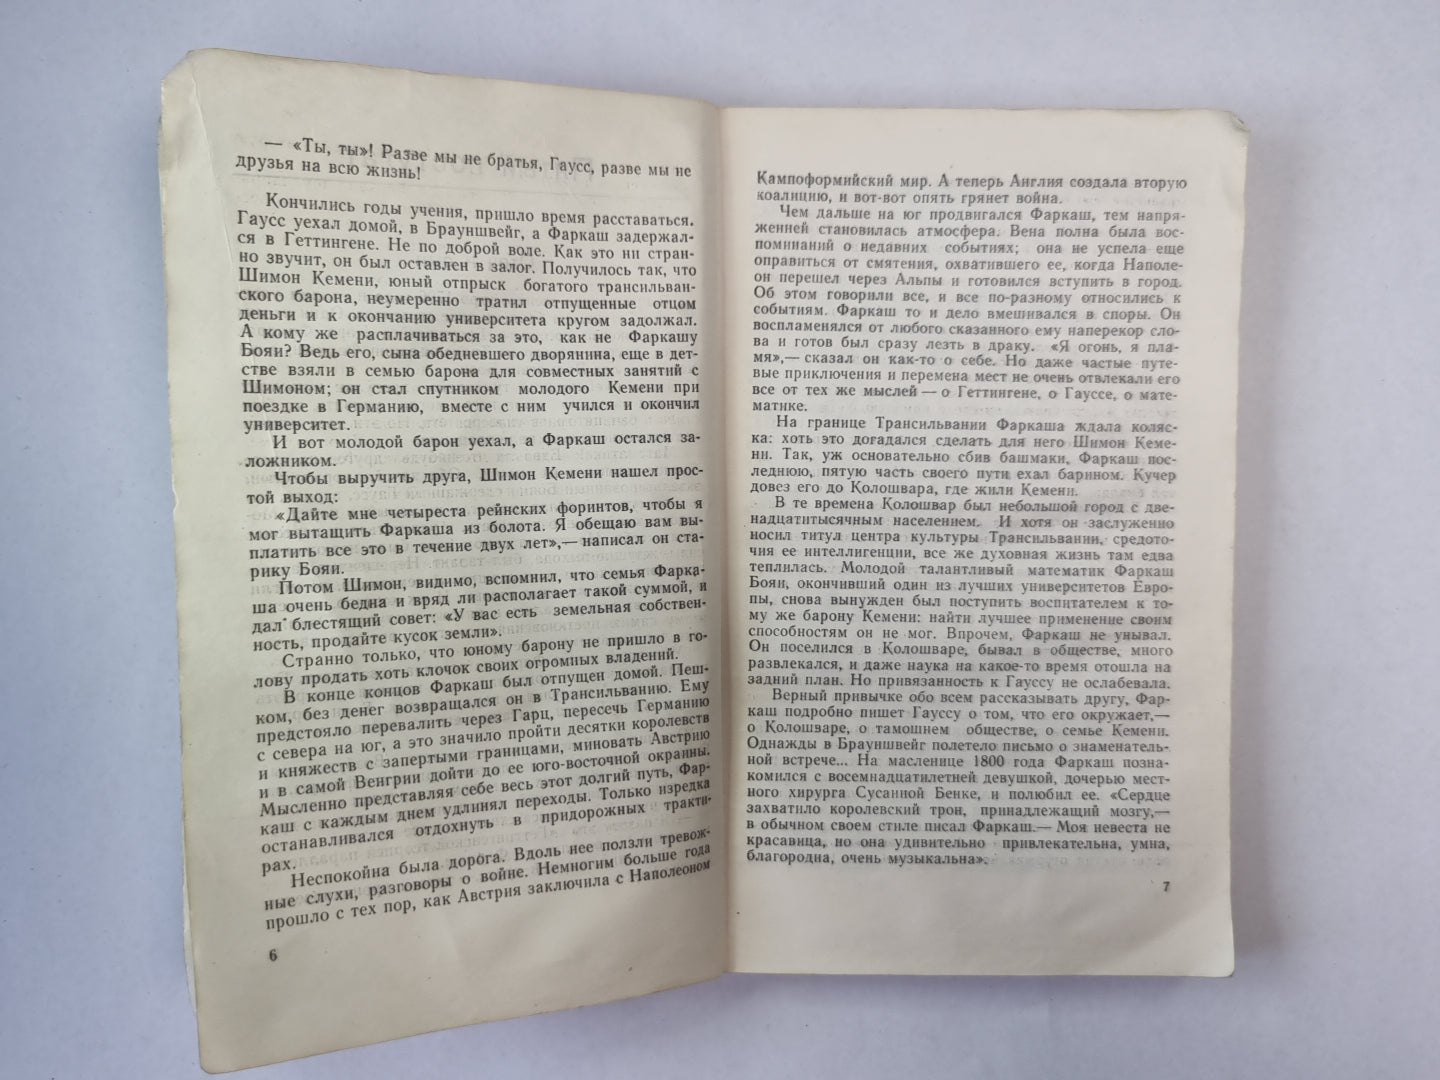 — «Ты, ты»! Разве мы не братья, Гаусс, разве мы не
друзья на всю жизнь!
Кончились годы учения, пришло время расставаться.
Гаусс уехал домой, в Брауншвейг, а Фаркаш задержал-
ся в Геттингене. Не по доброй воле. Как это ни стран-
но звучит, он был оставлен в залог. Получилось так, что
Шимон Кемени, юный отпрыск богатого трансильван-
ского барона, неумеренно тратил отпущенные отцом
деньги и к окончанию университета кругом задолжал.
А кому же расплачиваться за это, как не Фаркашу
Бояи? Ведь его, сына обедневшего дворянина, еще в дет-
стве взяли в семью барона для совместных занятий с
Шимоном; он стал спутником молодого Кемени при
поездке в Германию, вместе с ним учился и окончил
университет.
И вот молодой барон уехал, а Фаркаш остался за-
ложником.
Чтобы выручить друга, Шимон Кемени нашел прос-
той выход:
«Дайте мне четыреста рейнских форинтов, чтобы я
мог вытащить Фаркаша из болота. Я обещаю вам вы-
платить все это в течение двух лет»,— написал он ста-
рику Бояи.
Потом Шимон, видимо, вспомнил, что семья Фарка-
ша очень бедна и вряд ли располагает такой суммой, и
дал блестящий совет: «У вас есть земельная собствен-
ность, продайте кусок земли».
Странно только, что юному барону не пришло в го-
лову продать хоть клочок своих огромных владений.
В конце концов Фаркаш был отпущен домой. Пеш-
ком, без денег возвращался он в Трансильванию. Ему
предстояло перевалить через Гарц, пересечь Германию
с севера на юг, а это значило пройти десятки королевств
и княжеств с запертыми границами, миновать Австрию
и в самой Венгрии дойти до ее юго-восточной окраины.
Мысленно представляя себе весь этот долгий путь, Фар-
каш с каждым днем удлинял переходы. Только изредка
останавливался отдохнуть в придорожных тракти-
рах.
Неспокойна была дорога. Вдоль нее ползли тревож-
ные слухи, разговоры о войне. Немногим больше года
прошло с тех пор, как Австрия заключила с Наполеоном
6
Кампоформийский мир. А теперь Англия создала вторую
коалицию, и вот-вот опять грянет война.
Чем дальше на юг продвигался Фаркаш, тем напря-
женней становилась атмосфера. Вена полна была вос-
поминаний о недавних событиях; она не успела еще
оправиться от смятения, охватившего ее, когда Наполе-
он перешел через Альпы и готовился вступить в город.
Об этом говорили все, и все по-разному относились к
событиям. Фаркаш то и дело вмешивался в споры. Он
воспламенялся от любого сказанного ему наперекор сло-
ва и готов был сразу лезть в драку. «Я огонь, я пла-
мя»,— сказал он как-то о себе. Но даже частые путе-
вые приключения и перемена мест не очень отвлекали его
все от тех же мыслей — о Геттингене, о Гауссе, о мате-
матике.
На границе Трансильвании Фаркаша ждала коляс-
ка: хоть это догадался сделать для него Шимон Кеме-
ни. Так, уж основательно сбив башмаки, Фаркаш пос-
леднюю, пятую часть своего пути ехал барином. Кучер
довез его до Колошвара, где жили Кемени.
В те времена Колошвар был небольшой город с две-
надцатитысячным населением. И хотя он заслуженно
носил титул центра культуры Трансильвании, средото-
чия ее интеллигенции, все же духовная жизнь там едва
теплилась. Молодой талантливый математик Фаркаш
Бояи, окончивший один из лучших университетов Евро-
пы, снова вынужден был поступить воспитателем к то-
му же барону Кемени: найти лучшее применение своим
способностям он не мог. Впрочем, Фаркаш не унывал.
Он поселился в Колошваре, бывал в обществе, много
развлекался, и даже наука на какое-то время отошла на
задний план. Но привязанность к Гауссу не ослабевала.
Верный привычке обо всем рассказывать другу, Фар-
каш подробно пишет Гауссу о том, что его окружает,—
о Колошваре, о тамошнем обществе, о семье Кемени.
Однажды в Брауншвейг полетело письмо о знаменатель-
ной встрече... На масленице 1800 года Фаркаш позна-
комился с восемнадцатилетней девушкой, дочерью мест-
ного хирурга Сусанной Бенке, и полюбил ее. «Сердце
захватило королевский трон, принадлежащий мозгу,—
в обычном своем стиле писал Фаркаш.— Моя невеста не
красавица, но она удивительно привлекательна, умна,
благородна, очень музыкальна».
7